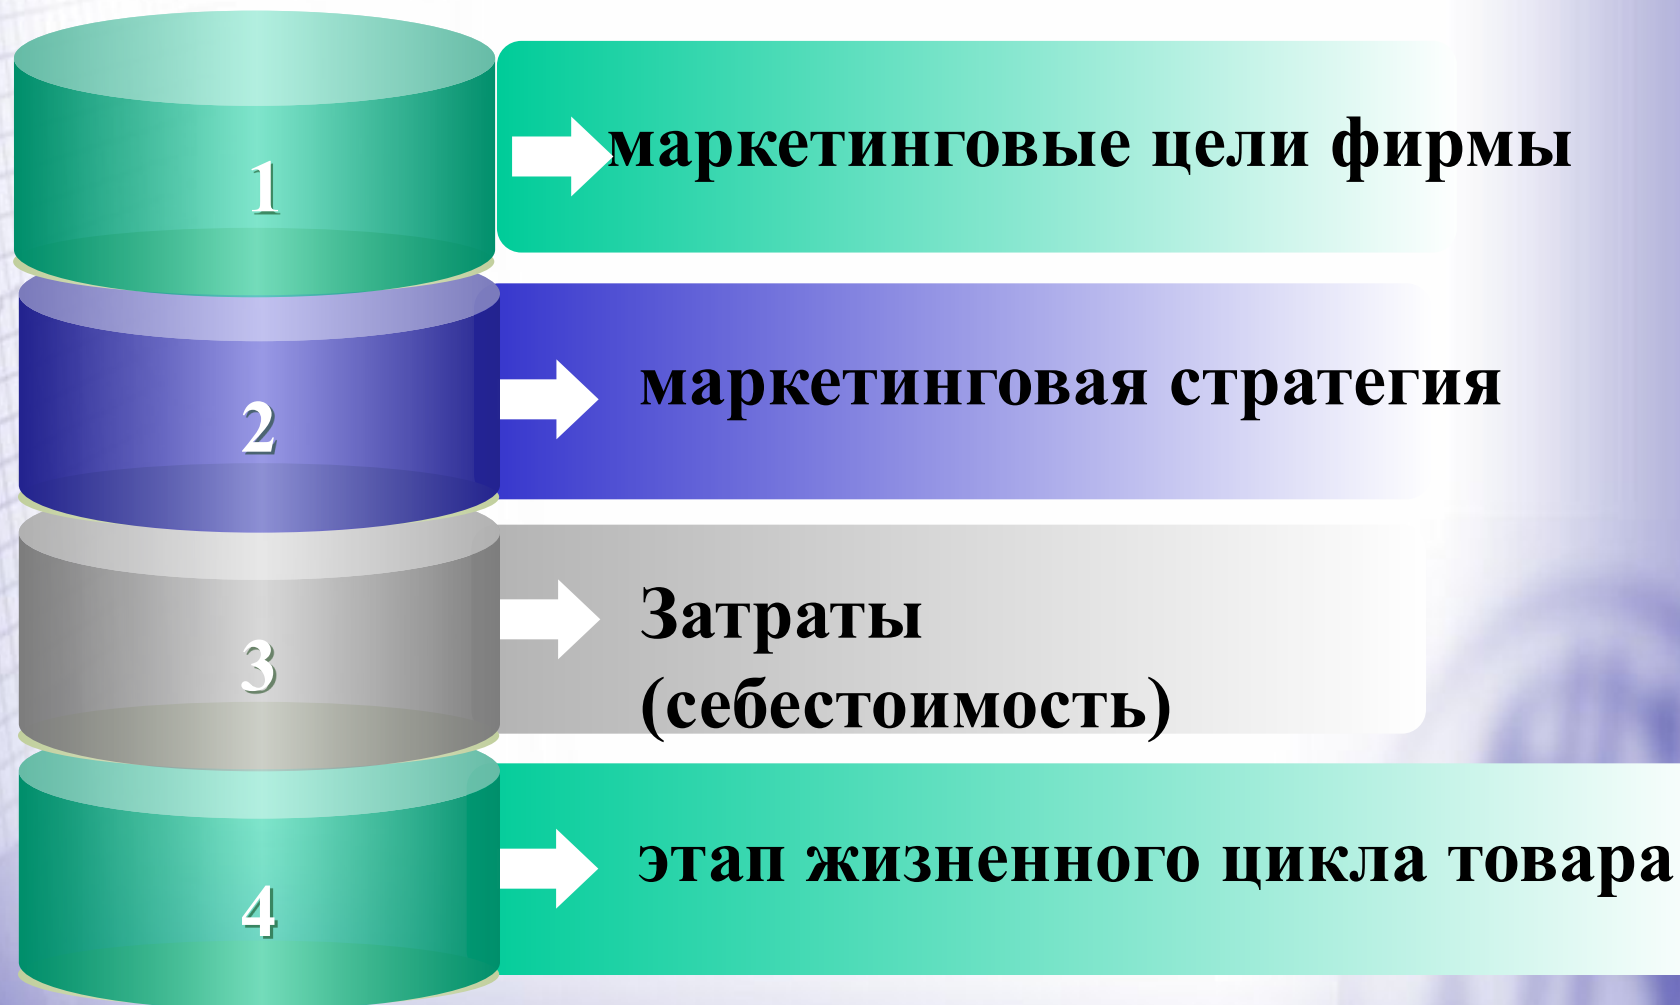 1
маркетинговые цели фирмы
2
маркетинговая стратегия
3
Затраты
(себестоимость)
4
этап жизненного цикла товара